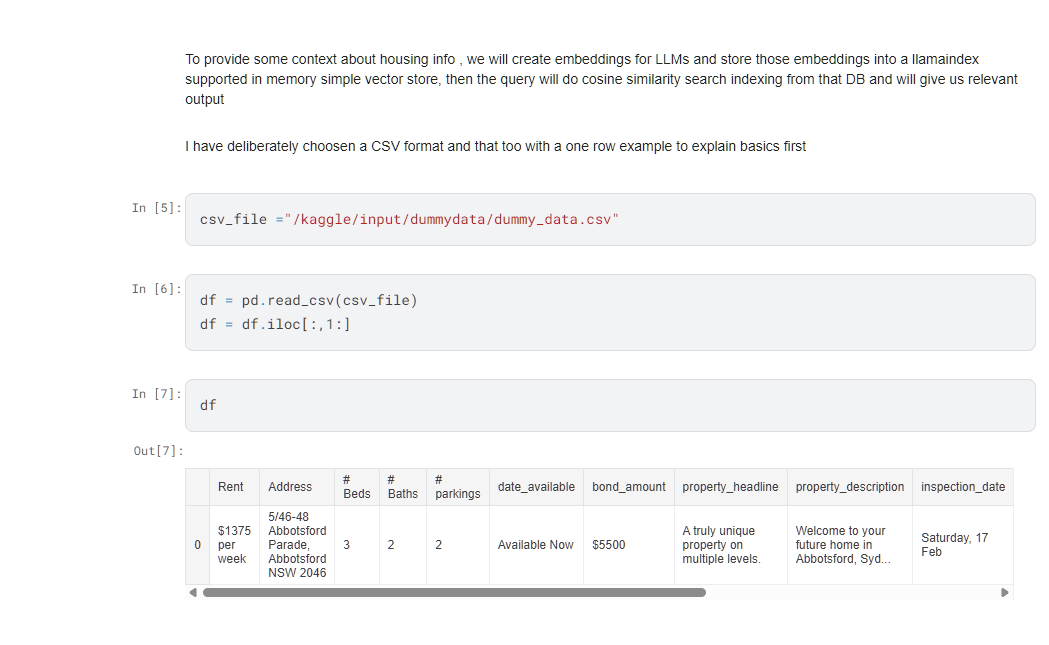 To provide some context about housing info , we will create embeddings for LLMs and store those embeddings into a llamaindex
supported in memory simple vector store, then the query will do cosine similarity search indexing from that DB and will give us relevant
output
I have deliberately choosen a CSV format and that too with a one row example to explain basics first
In [5]:
csv_file ="/kaggle/input/dummydata/dummy_data.csv"
In [6]:
df = pd.read_csv(csv_file)
df = df.iloc[:,1:]
In [7]:
df
Out[7]:
Rent Address # Beds # Baths # parkings date_available bond_amount property_headline property_description inspection_date
0 $1375 per week 5/46-48 Abbotsford Parade, Abbotsford NSW 2046 3 2 2 Available Now $5500 A truly unique property on multiple levels. Welcome to your future home in Abbotsford, Syd... Saturday, 17 Feb